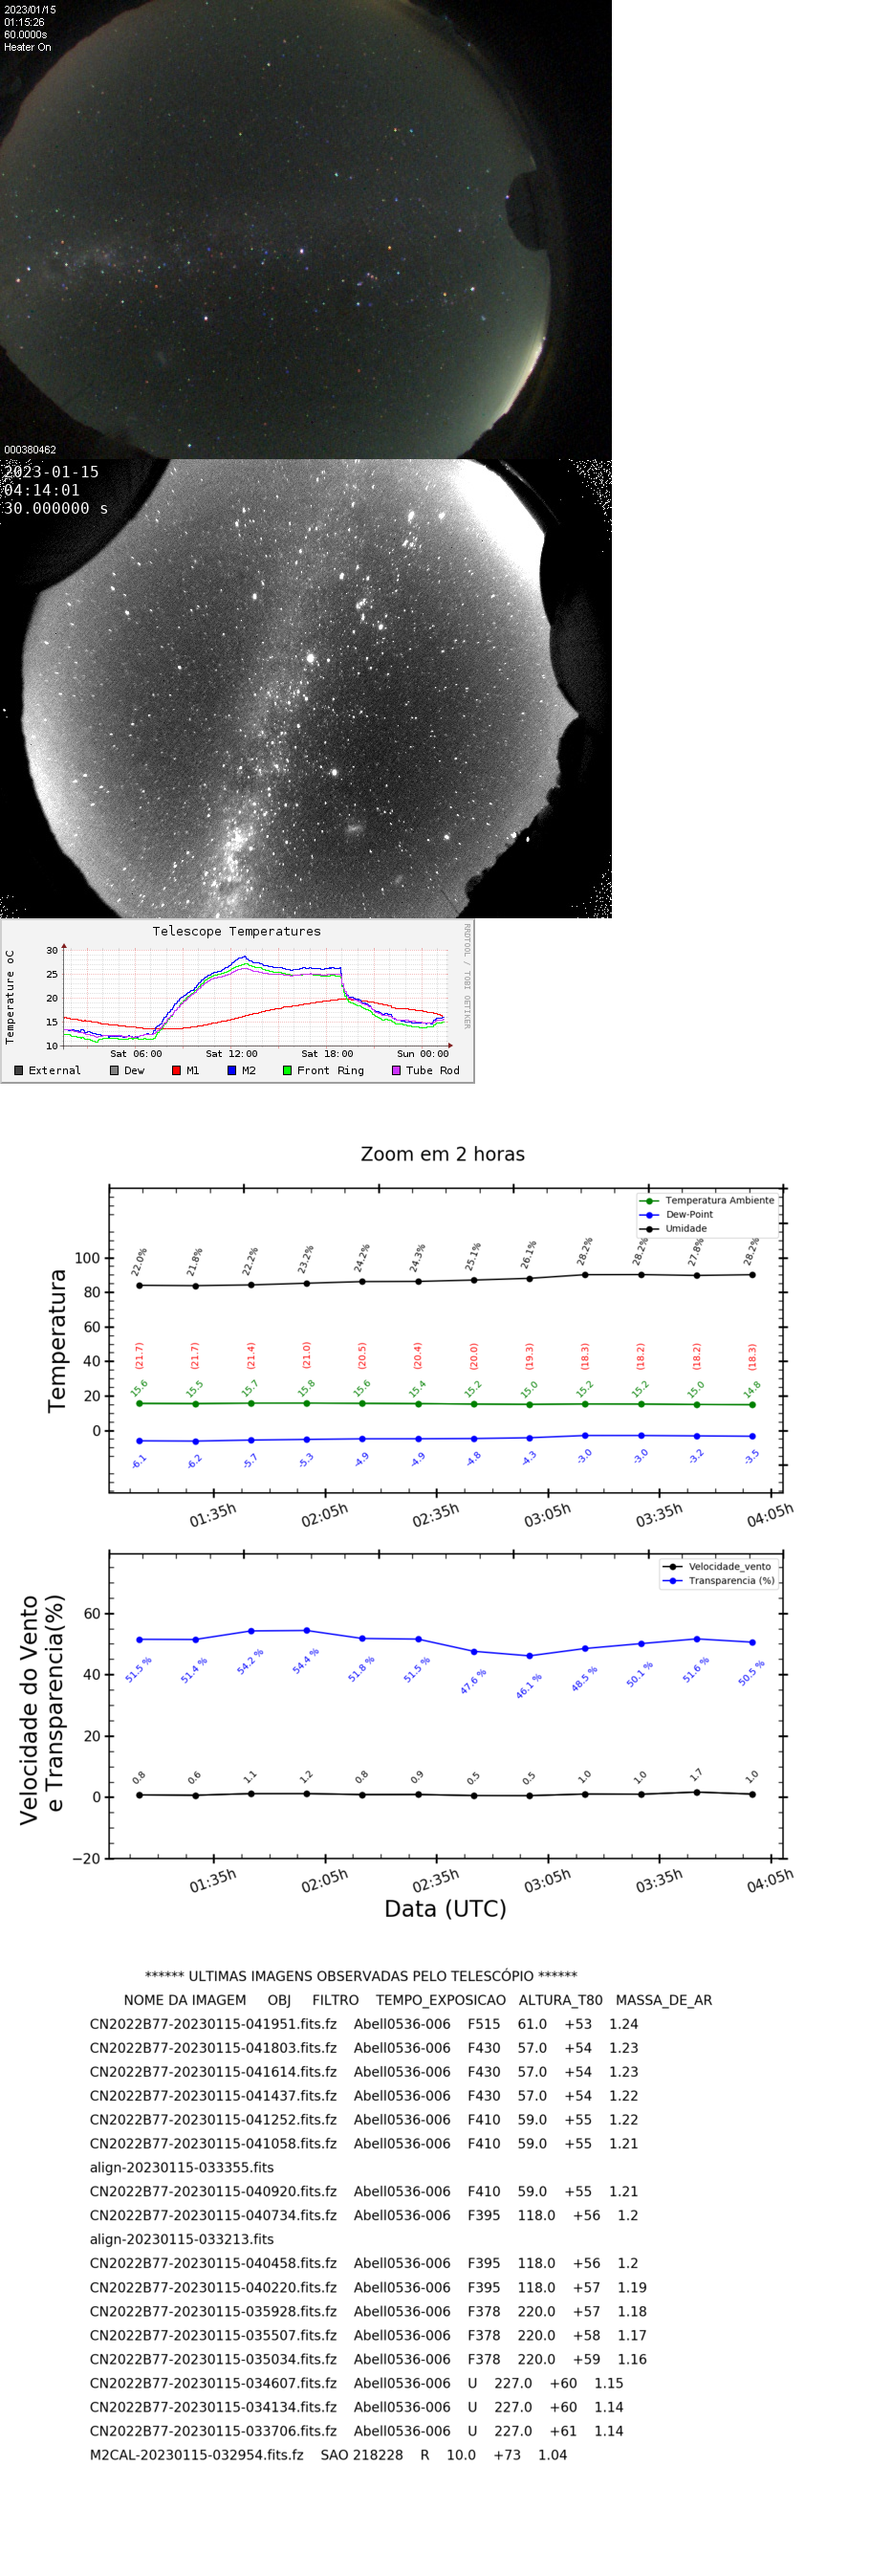 2023/01/15
01:15:26
60.0000s
Heater On
000380462
2023-01-15
04:14:01
30.000000 s
Telescope Temperatures
RRDTOOL / TOBI OETIKER
Temperature oC
30
25
20
15
10
Sat 06:00 Sat 12:00 Sat 18:00 Sun 00:00
External Dew M1 M2 Front Ring Tube Rod
Zoom em 2 horas
Temperatura Ambiente
Dew-Point
Umidade
Temperatura
100
80
60
40
20
0
22.0% 21.8% 22.2% 23.2% 24.2% 24.3% 25.1% 26.1% 28.2% 28.2% 27.8% 28.2%
(21.7) (21.7) (21.4) (21.0) (20.5) (20.4) (20.0) (19.3) (18.3) (18.2) (18.2) (18.3)
15.6 15.5 15.7 15.8 15.6 15.4 15.2 15.0 15.2 15.2 15.0 14.8
-6.1 -6.2 -5.7 -5.3 -4.9 -4.9 -4.8 -4.3 -3.0 -3.0 -3.2 -3.5
01:35h 02:05h 02:35h 03:05h 03:35h 04:05h
Velocidade_vento
Transparencia (%)
Velocidade do Vento
e Transparencia(%)
60
40
20
0
−20
51.5 % 51.4 % 54.2 % 54.4 % 51.8 % 51.5 % 47.6 % 46.1 % 48.5 % 50.1 % 51.6 % 50.5 %
0.8 0.6 1.1 1.2 0.8 0.9 0.5 0.5 1.0 1.0 1.7 1.0
01:35h 02:05h 02:35h 03:05h 03:35h 04:05h
Data (UTC)
****** ULTIMAS IMAGENS OBSERVADAS PELO TELESCÓPIO ******
NOME DA IMAGEM OBJ FILTRO TEMPO_EXPOSICAO ALTURA_T80 MASSA_DE_AR
CN2022B77-20230115-041951.fits.fz Abell0536-006 F515 61.0 +53 1.24
CN2022B77-20230115-041803.fits.fz Abell0536-006 F430 57.0 +54 1.23
CN2022B77-20230115-041614.fits.fz Abell0536-006 F430 57.0 +54 1.23
CN2022B77-20230115-041437.fits.fz Abell0536-006 F430 57.0 +54 1.22
CN2022B77-20230115-041252.fits.fz Abell0536-006 F410 59.0 +55 1.22
CN2022B77-20230115-041058.fits.fz Abell0536-006 F410 59.0 +55 1.21
align-20230115-033355.fits
CN2022B77-20230115-040920.fits.fz Abell0536-006 F410 59.0 +55 1.21
CN2022B77-20230115-040734.fits.fz Abell0536-006 F395 118.0 +56 1.2
align-20230115-033213.fits
CN2022B77-20230115-040458.fits.fz Abell0536-006 F395 118.0 +56 1.2
CN2022B77-20230115-040220.fits.fz Abell0536-006 F395 118.0 +57 1.19
CN2022B77-20230115-035928.fits.fz Abell0536-006 F378 220.0 +57 1.18
CN2022B77-20230115-035507.fits.fz Abell0536-006 F378 220.0 +58 1.17
CN2022B77-20230115-035034.fits.fz Abell0536-006 F378 220.0 +59 1.16
CN2022B77-20230115-034607.fits.fz Abell0536-006 U 227.0 +60 1.15
CN2022B77-20230115-034134.fits.fz Abell0536-006 U 227.0 +60 1.14
CN2022B77-20230115-033706.fits.fz Abell0536-006 U 227.0 +61 1.14
M2CAL-20230115-032954.fits.fz SAO 218228 R 10.0 +73 1.04